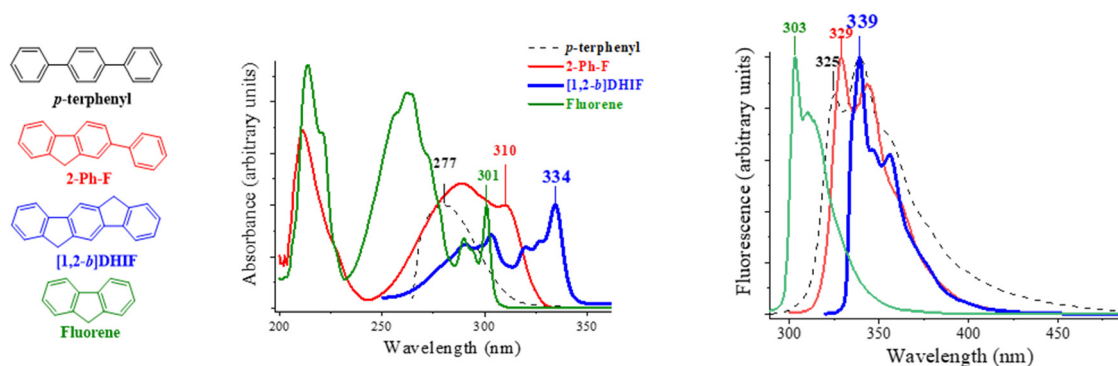 p-terphenyl
2-Ph-F
[1,2-b]DHIF
Fluorene
Absorbance (arbitrary units)
p-terphenyl
2-Ph-F
[1,2-b]DHIF
Fluorene
277
310
301
334
200
250
300
350
Wavelength (nm)
Fluorescence (arbitrary units)
303
329
339
325
300
350
400
450
Wavelength (nm)